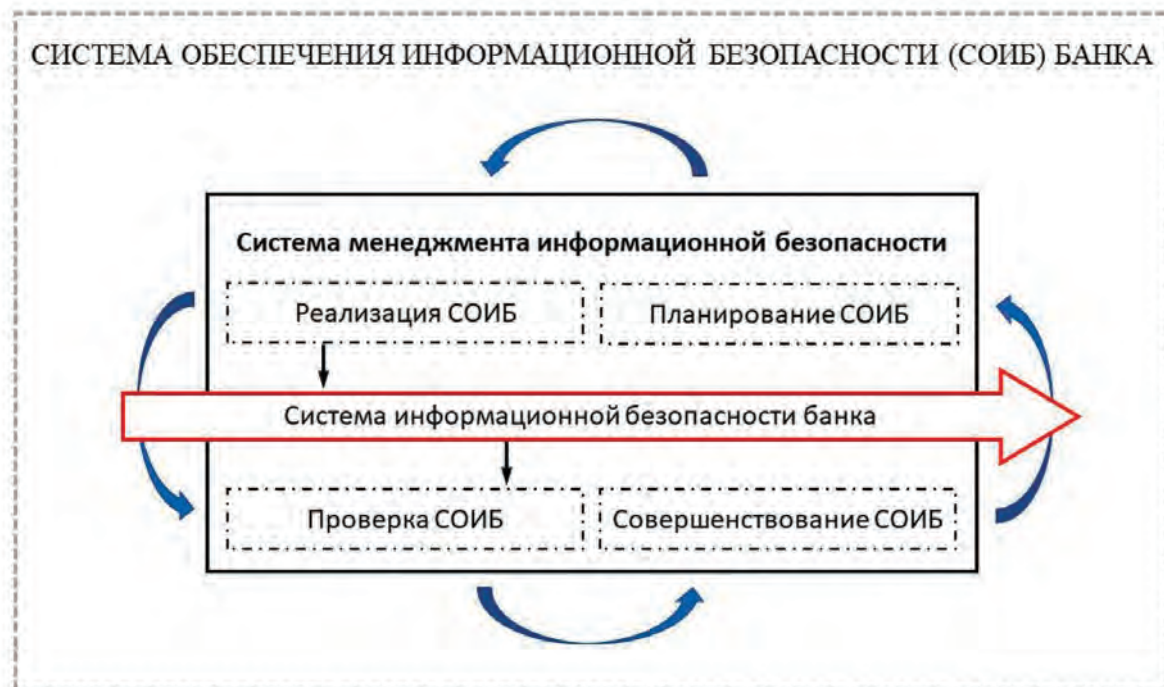 СИСТЕМА ОБЕСПЕЧЕНИЯ ИНФОРМАЦИОННОЙ БЕЗОПАСНОСТИ (СОИБ) БАНКА
Система менеджмента информационной безопасности
Реализация СОИБ
Планирование СОИБ
Система информационной безопасности банка
Проверка СОИБ
Совершенствование СОИБ